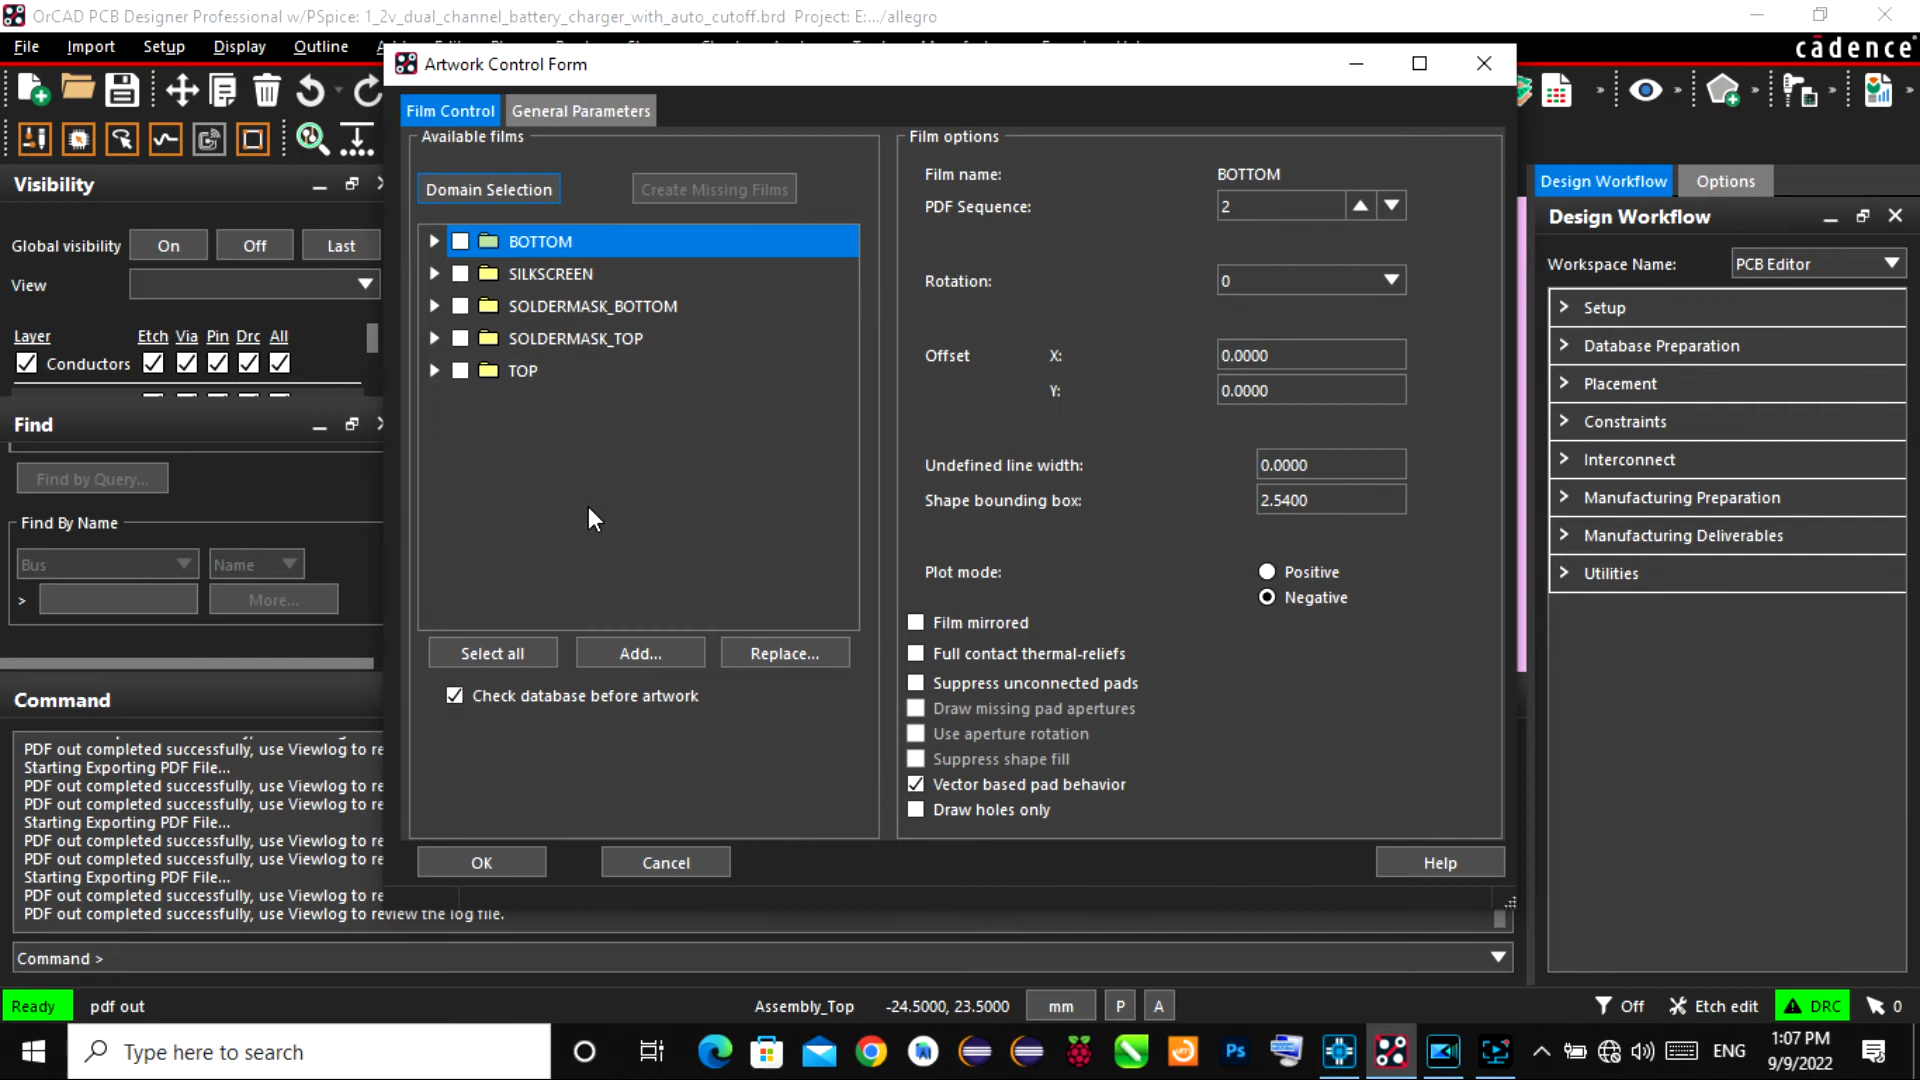 OrCAD PCB Designer Professional w/PSpice: 1_2v_dual_channel_battery_charger_with_auto_cutoff.brd Project: E:.../allegro
File Import Setup Display Outline
cādence
Artwork Control Form
Film Control General Parameters
Available films
Domain Selection Create Missing Films
BOTTOM
SILKSCREEN
SOLDERMASK_BOTTOM
SOLDERMASK_TOP
TOP
Select all Add... Replace...
Check database before artwork
OK Cancel Help
Film options
Film name: BOTTOM
PDF Sequence: 2
Rotation: 0
Offset X: 0.0000
Y: 0.0000
Undefined line width: 0.0000
Shape bounding box: 2.5400
Plot mode: Positive
Negative
Film mirrored
Full contact thermal-reliefs
Suppress unconnected pads
Draw missing pad apertures
Use aperture rotation
Suppress shape fill
Vector based pad behavior
Draw holes only
Visibility
Global visibility On Off Last
View
Layer Etch Via Pin Drc All
Conductors
Find
Find by Query...
Find By Name
Bus Name
> More...
Command
PDF out completed successfully, use Viewlog to re
Starting Exporting PDF File...
PDF out completed successfully, use Viewlog to re
PDF out completed successfully, use Viewlog to re
Starting Exporting PDF File...
PDF out completed successfully, use Viewlog to re
PDF out completed successfully, use Viewlog to re
Starting Exporting PDF File...
PDF out completed successfully, use Viewlog to re
PDF out completed successfully, use Viewlog to review the log file.
Command >
Design Workflow Options
Design Workflow
Workspace Name: PCB Editor
Setup
Database Preparation
Placement
Constraints
Interconnect
Manufacturing Preparation
Manufacturing Deliverables
Utilities
Ready pdf out Assembly_Top -24.5000, 23.5000 mm P A Off Etch edit DRC 0
Type here to search
Ps
ENG
1:07 PM
9/9/2022